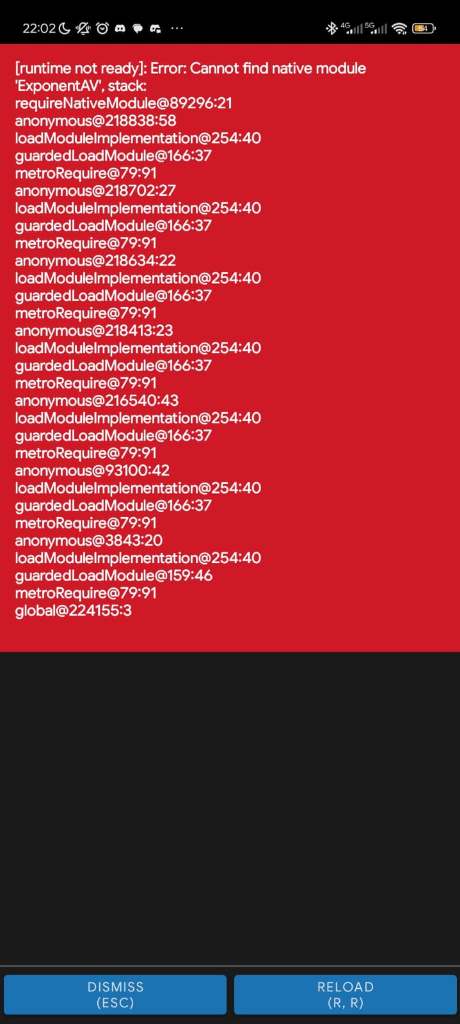 22:02
4G
5G
54
[runtime not ready]: Error: Cannot find native module
'ExponentAV', stack:
requireNativeModule@89296:21
anonymous@218838:58
loadModuleImplementation@254:40
guardedLoadModule@166:37
metroRequire@79:91
anonymous@218702:27
loadModuleImplementation@254:40
guardedLoadModule@166:37
metroRequire@79:91
anonymous@218634:22
loadModuleImplementation@254:40
guardedLoadModule@166:37
metroRequire@79:91
anonymous@218413:23
loadModuleImplementation@254:40
guardedLoadModule@166:37
metroRequire@79:91
anonymous@216540:43
loadModuleImplementation@254:40
guardedLoadModule@166:37
metroRequire@79:91
anonymous@93100:42
loadModuleImplementation@254:40
guardedLoadModule@166:37
metroRequire@79:91
anonymous@3843:20
loadModuleImplementation@254:40
guardedLoadModule@159:46
metroRequire@79:91
global@224155:3
DISMISS
(ESC)
RELOAD
(R, R)